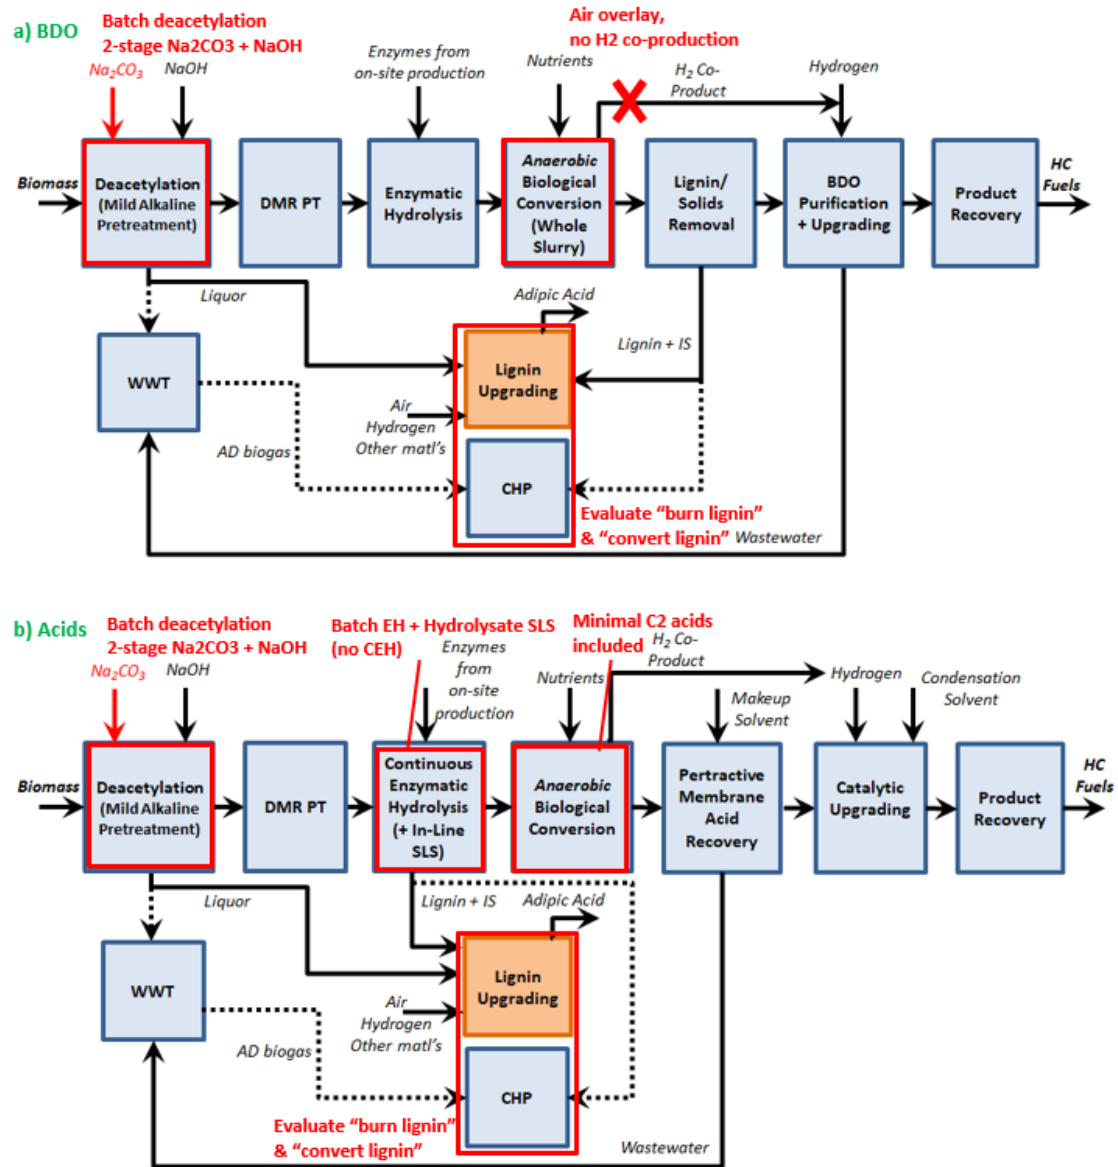 a) BDO
Batch deacetylation
2-stage Na2CO3 + NaOH
Air overlay,
no H2 co-production
Na₂CO₃
NaOH
Enzymes from
on-site production
Nutrients
H₂ Co-
Product
Hydrogen
Biomass
Deacetylation
(Mild Alkaline
Pretreatment)
DMR PT
Enzymatic
Hydrolysis
Anaerobic
Biological
Conversion
(Whole
Slurry)
Lignin/
Solids
Removal
BDO
Purification
+ Upgrading
Product
Recovery
HC
Fuels
Liquor
Adipic Acid
Lignin + IS
WWT
Lignin
Upgrading
Air
Hydrogen
Other matl's
AD biogas
CHP
Evaluate “burn lignin”
& “convert lignin”
Wastewater
b) Acids
Batch deacetylation
2-stage Na2CO3 + NaOH
Batch EH + Hydrolysate SLS
(no CEH)
Minimal C2 acids
included
Na₂CO₃
NaOH
Enzymes
from
on-site
production
Nutrients
H₂ Co-
Product
Makeup
Solvent
Hydrogen
Condensation
Solvent
Biomass
Deacetylation
(Mild Alkaline
Pretreatment)
DMR PT
Continuous
Enzymatic
Hydrolysis
(+ In-Line
SLS)
Anaerobic
Biological
Conversion
Pertractive
Membrane
Acid
Recovery
Catalytic
Upgrading
Product
Recovery
HC
Fuels
Liquor
Lignin + IS
Adipic Acid
WWT
Lignin
Upgrading
Air
Hydrogen
Other matl's
AD biogas
CHP
Evaluate “burn lignin”
& “convert lignin”
Wastewater